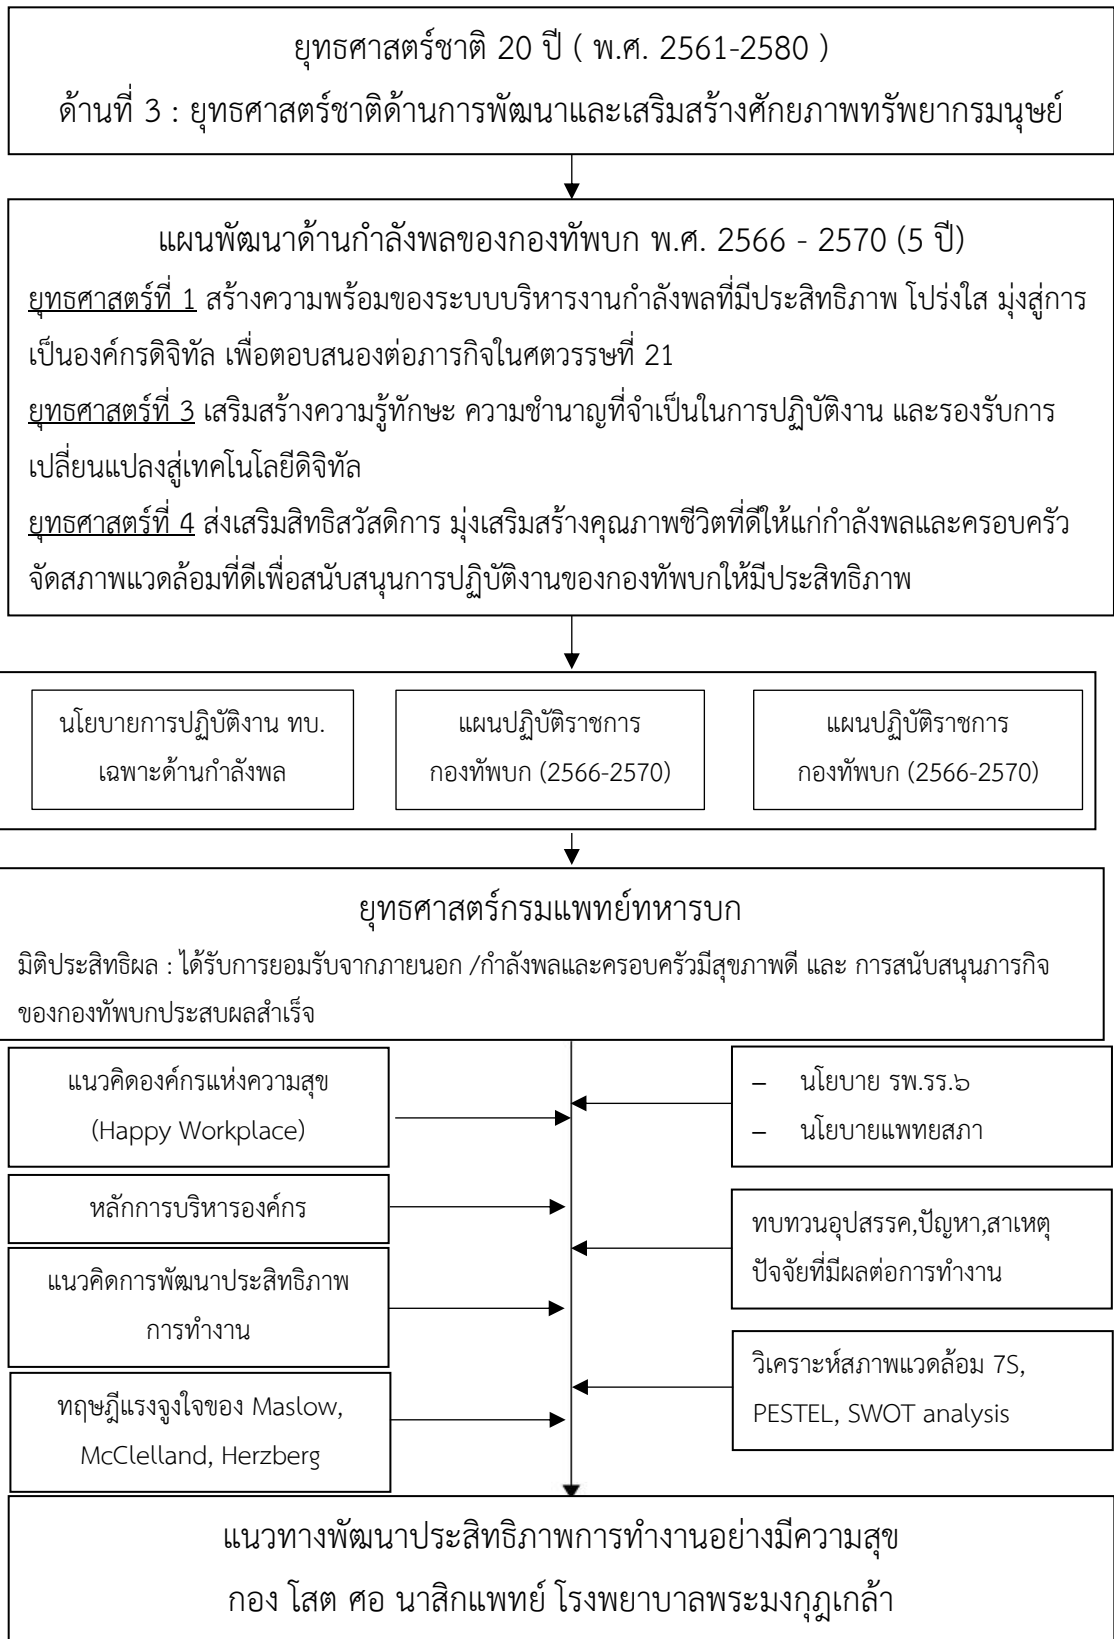 ยุทธศาสตร์ชาติ 20 ปี ( พ.ศ. 2561-2580 )
ด้านที่ 3 : ยุทธศาสตร์ชาติด้านการพัฒนาและเสริมสร้างศักยภาพทรัพยากรมนุษย์
แผนพัฒนาด้านกำลังพลของกองทัพบก พ.ศ. 2566 - 2570 (5 ปี)
ยุทธศาสตร์ที่ 1 สร้างความพร้อมของระบบบริหารงานกำลังพลที่มีประสิทธิภาพ โปร่งใส มุ่งสู่การ
เป็นองค์กรดิจิทัล เพื่อตอบสนองต่อภารกิจในศตวรรษที่ 21
ยุทธศาสตร์ที่ 3 เสริมสร้างความรู้ทักษะ ความชำนาญที่จำเป็นในการปฏิบัติงาน และรองรับการ
เปลี่ยนแปลงสู่เทคโนโลยีดิจิทัล
ยุทธศาสตร์ที่ 4 ส่งเสริมสิทธิสวัสดิการ มุ่งเสริมสร้างคุณภาพชีวิตที่ดีให้แก่กำลังพลและครอบครัว
จัดสภาพแวดล้อมที่ดีเพื่อสนับสนุนการปฏิบัติงานของกองทัพบกให้มีประสิทธิภาพ
นโยบายการปฏิบัติงาน ทบ.
เฉพาะด้านกำลังพล
แผนปฏิบัติราชการ
กองทัพบก (2566-2570)
แผนปฏิบัติราชการ
กองทัพบก (2566-2570)
ยุทธศาสตร์กรมแพทย์ทหารบก
มิติประสิทธิผล : ได้รับการยอมรับจากภายนอก /กำลังพลและครอบครัวมีสุขภาพดี และ การสนับสนุนภารกิจ
ของกองทัพบกประสบผลสำเร็จ
แนวคิดองค์กรแห่งความสุข
(Happy Workplace)
– นโยบาย รพ.รร.๖
– นโยบายแพทยสภา
หลักการบริหารองค์กร
ทบทวนอุปสรรค,ปัญหา,สาเหตุ
ปัจจัยที่มีผลต่อการทำงาน
แนวคิดการพัฒนาประสิทธิภาพ
การทำงาน
วิเคราะห์สภาพแวดล้อม 7S,
PESTEL, SWOT analysis
ทฤษฎีแรงจูงใจของ Maslow,
McClelland, Herzberg
แนวทางพัฒนาประสิทธิภาพการทำงานอย่างมีความสุข
กอง โสต ศอ นาสิกแพทย์ โรงพยาบาลพระมงกุฎเกล้า